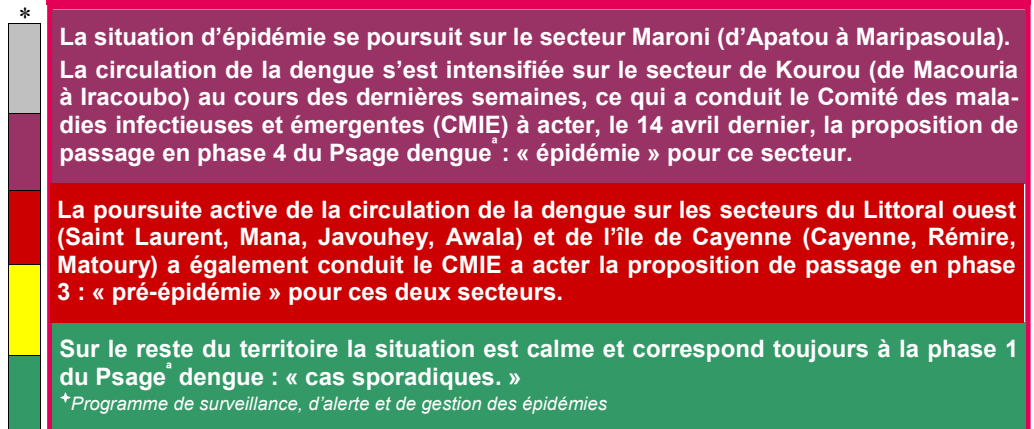 *
La situation d’épidémie se poursuit sur le secteur Maroni (d’Apatou à Maripasoula).
La circulation de la dengue s’est intensifiée sur le secteur de Kourou (de Macouria
à Iracoubo) au cours des dernières semaines, ce qui a conduit le Comité des mala-
dies infectieuses et émergentes (CMIE) à acter, le 14 avril dernier, la proposition de
passage en phase 4 du Psage dengueª : « épidémie » pour ce secteur.
La poursuite active de la circulation de la dengue sur les secteurs du Littoral ouest
(Saint Laurent, Mana, Javouhey, Awala) et de l’île de Cayenne (Cayenne, Rémire,
Matoury) a également conduit le CMIE a acter la proposition de passage en phase
3 : « pré-épidémie » pour ces deux secteurs.
Sur le reste du territoire la situation est calme et correspond toujours à la phase 1
du Psageª dengue : « cas sporadiques. »
✦Programme de surveillance, d’alerte et de gestion des épidémies